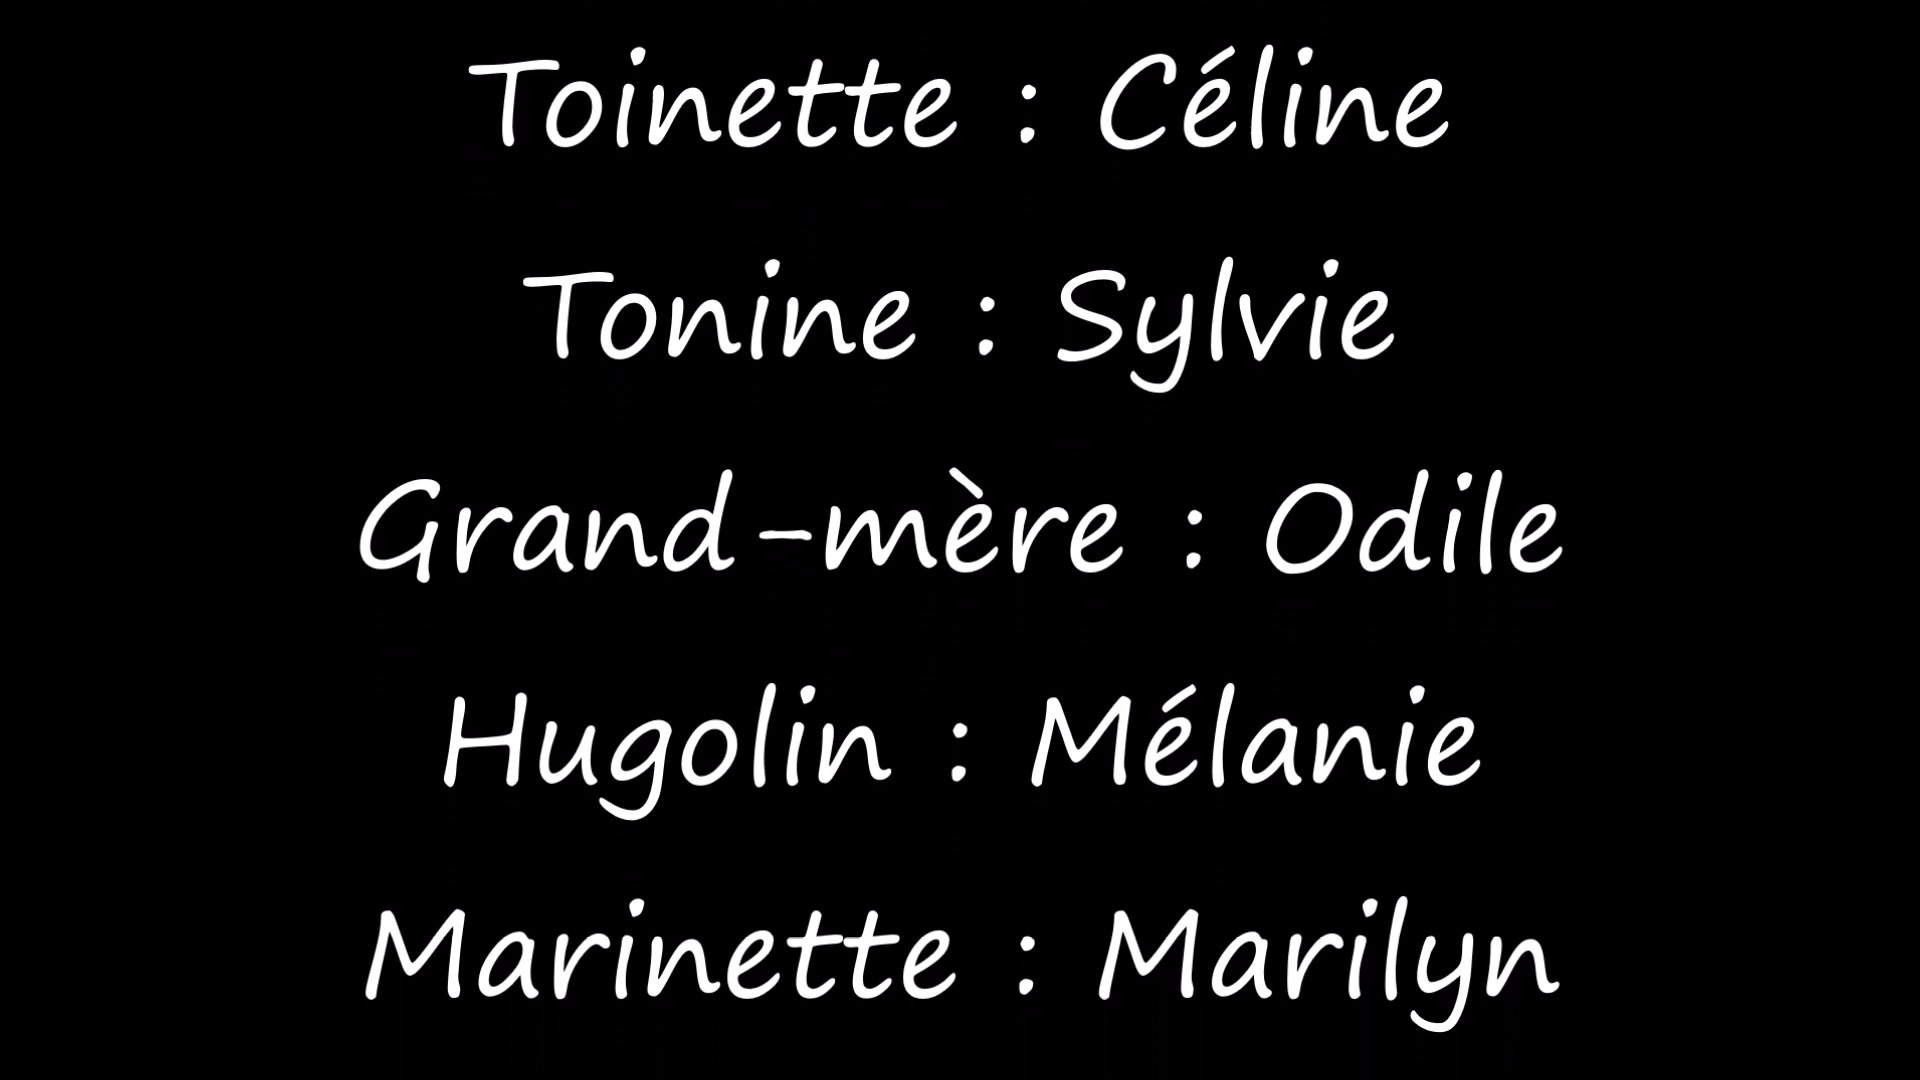 Toinette : Céline
Tonine : Sylvie
Grand-mère : Odile
Hugolin : Mélanie
Marinette : Marilyn